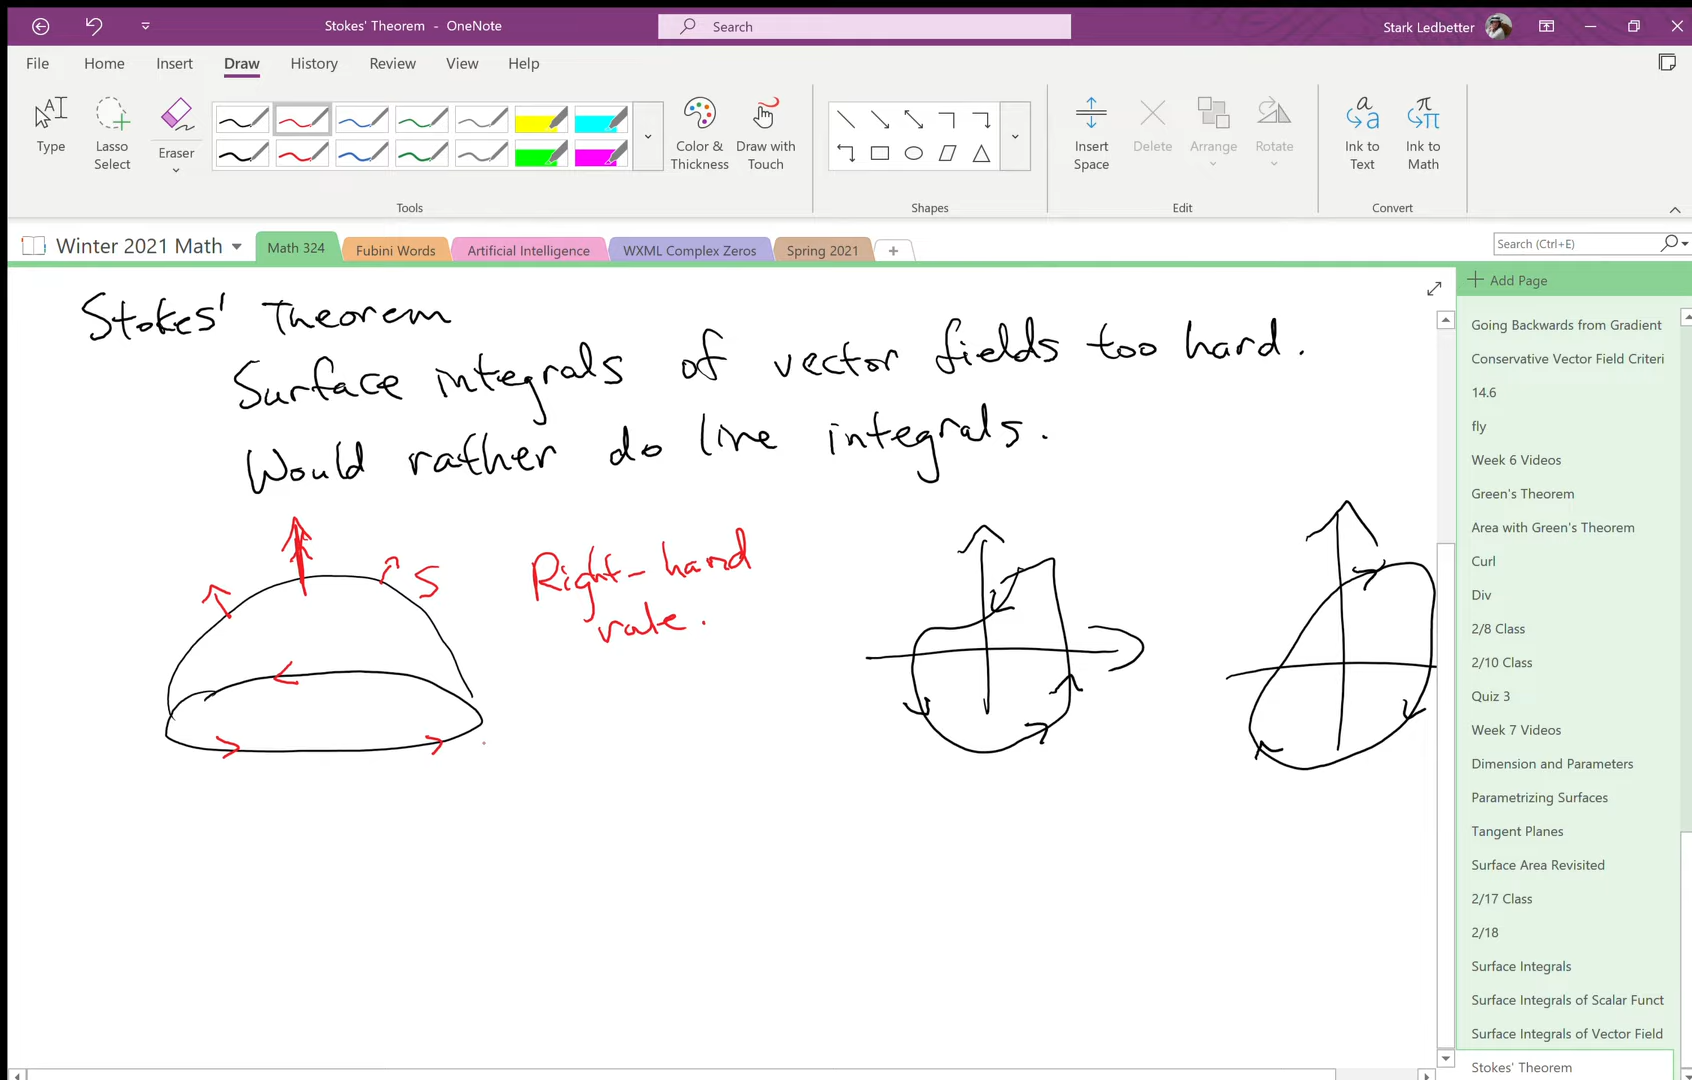 Stokes' Theorem - OneNote
Search
Stark Ledbetter
File Home Insert Draw History Review View Help
Type
Lasso Select
Eraser
Color & Thickness
Draw with Touch
Insert Space
Delete
Arrange
Rotate
Ink to Text
Ink to Math
Tools
Shapes
Edit
Convert
Winter 2021 Math
Math 324
Fubini Words
Artificial Intelligence
WXML Complex Zeros
Spring 2021
Search (Ctrl+E)
Add Page
Stokes' Theorem
Surface integrals of vector fields too hard.
Would rather do line integrals.
S
Right-hand
rule.
Going Backwards from Gradient
Conservative Vector Field Criteri
14.6
fly
Week 6 Videos
Green's Theorem
Area with Green's Theorem
Curl
Div
2/8 Class
2/10 Class
Quiz 3
Week 7 Videos
Dimension and Parameters
Parametrizing Surfaces
Tangent Planes
Surface Area Revisited
2/17 Class
2/18
Surface Integrals
Surface Integrals of Scalar Funct
Surface Integrals of Vector Field
Stokes' Theorem